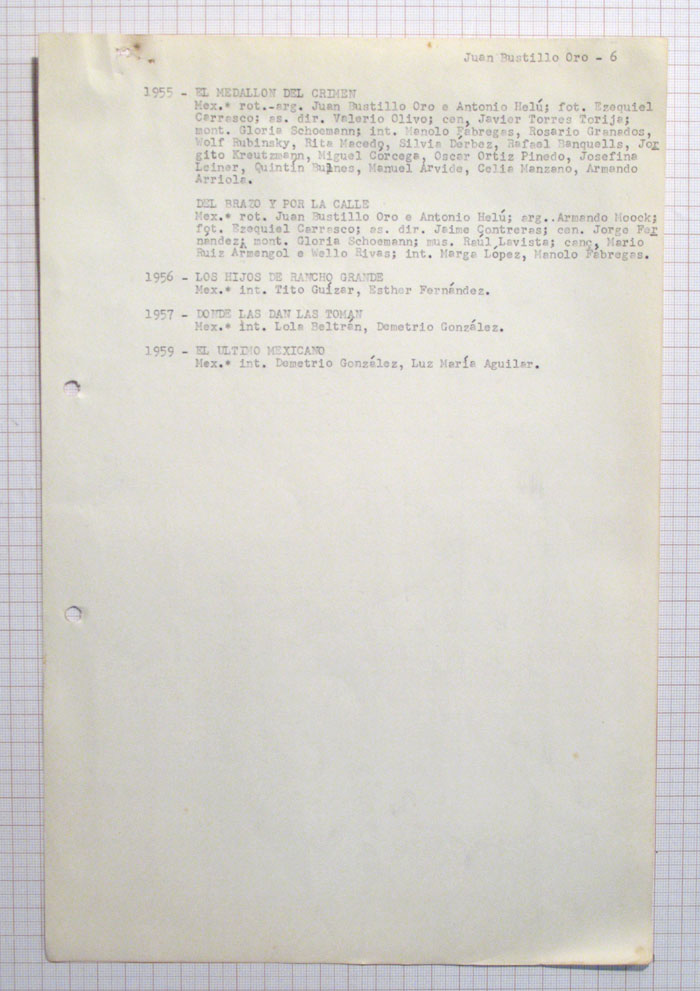 Juan Bustillo Oro - 6
1955 - EL MEDALLON DEL CRIMEN
Mex.* rot.-arg. Juan Bustillo Oro e Antonio Helú; fot. Ezequiel
Carrasco; as. dir. Valerio Olivo; cen, Javier Torres Torija;
mont. Gloria Schoemann; int. Manolo Fábregas, Rosario Granados,
Wolf Rubinsky, Rita Macedo, Silvia Dérbez, Rafael Banquells, Jor
gito Kreutzmann, Miguel Córcega, Oscar Ortiz Pinedo, Josefina
Leiner, Quintín Bulnes, Manuel Arvide, Celia Manzano, Armando
Arriola.
DEL BRAZO Y POR LA CALLE
Mex.* rot. Juan Bustillo Oro e Antonio Helú; arg..Armando Moock;
fot. Ezequiel Carrasco; as. dir. Jaime Contreras; cen. Jorge Fer
nandez; mont. Gloria Schoemann; mus. Raúl Lavista; canç, Mario
Ruiz Armengol e Wello Rivas; int. Marga López, Manolo Fábregas.
1956 - LOS HIJOS DE RANCHO GRANDE
Mex.* int. Tito Guízar, Esther Fernández.
1957 - DONDE LAS DAN LAS TOMAN
Mex.* int. Lola Beltrán, Demetrio González.
1959 - EL ULTIMO MEXICANO
Mex.* int. Demetrio González, Luz María Aguilar.